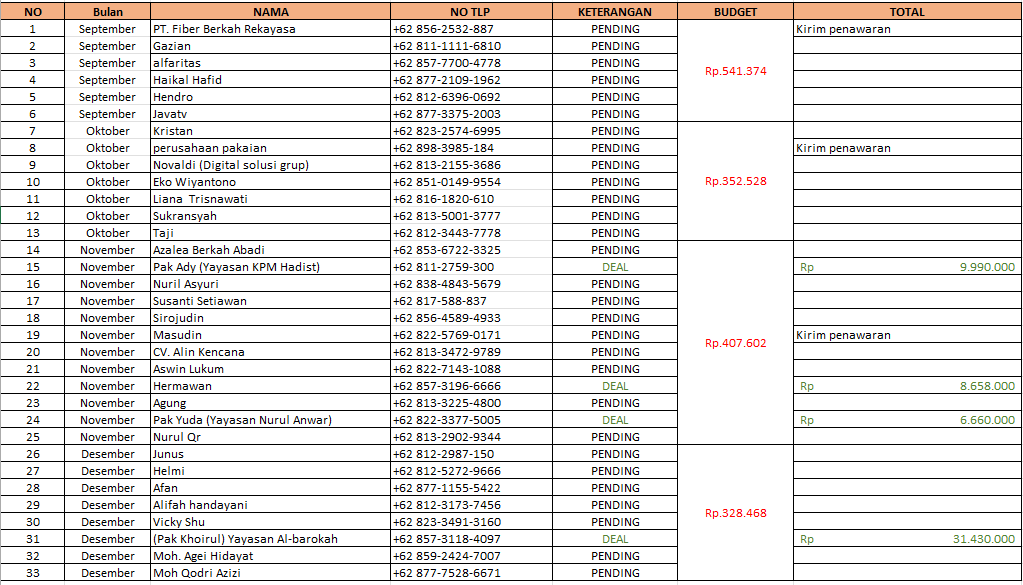 NO Bulan NAMA NO TLP KETERANGAN BUDGET TOTAL
1 September PT. Fiber Berkah Rekayasa +62 856-2532-887 PENDING Kirim penawaran
2 September Gazian +62 811-1111-6810 PENDING
3 September alfaritas +62 857-7700-4778 PENDING
Rp.541.374
4 September Haikal Hafid +62 877-2109-1962 PENDING
5 September Hendro +62 812-6396-0692 PENDING
6 September Javatv +62 877-3375-2003 PENDING
7 Oktober Kristan +62 823-2574-6995 PENDING
8 Oktober perusahaan pakaian +62 898-3985-184 PENDING Kirim penawaran
9 Oktober Novaldi (Digital solusi grup) +62 813-2155-3686 PENDING
10 Oktober Eko Wiyantono +62 851-0149-9554 PENDING Rp.352.528
11 Oktober Liana Trisnawati +62 816-1820-610 PENDING
12 Oktober Sukransyah +62 813-5001-3777 PENDING
13 Oktober Taji +62 812-3443-7778 PENDING
14 November Azalea Berkah Abadi +62 853-6722-3325 PENDING
15 November Pak Ady (Yayasan KPM Hadist) +62 811-2759-300 DEAL Rp 9.990.000
16 November Nuril Asyuri +62 838-4843-5679 PENDING
17 November Susanti Setiawan +62 817-588-837 PENDING
18 November Sirojudin +62 856-4589-4933 PENDING
19 November Masudin +62 822-5769-0171 PENDING Kirim penawaran
Rp.407.602
20 November CV. Alin Kencana +62 813-3472-9789 PENDING
21 November Aswin Lukum +62 822-7143-1088 PENDING
22 November Hermawan +62 857-3196-6666 DEAL Rp 8.658.000
23 November Agung +62 813-3225-4800 PENDING
24 November Pak Yuda (Yayasan Nurul Anwar) +62 822-3377-5005 DEAL Rp 6.660.000
25 November Nurul Qr +62 813-2902-9344 PENDING
26 Desember Junus +62 812-2987-150 PENDING
27 Desember Helmi +62 812-5272-9666 PENDING
28 Desember Afan +62 877-1155-5422 PENDING
29 Desember Alifah handayani +62 812-3173-7456 PENDING
Rp.328.468
30 Desember Vicky Shu +62 823-3491-3160 PENDING
31 Desember (Pak Khoirul) Yayasan Al-barokah +62 857-3118-4097 DEAL Rp 31.430.000
32 Desember Moh. Agei Hidayat +62 859-2424-7007 PENDING
33 Desember Moh Qodri Azizi +62 877-7528-6671 PENDING